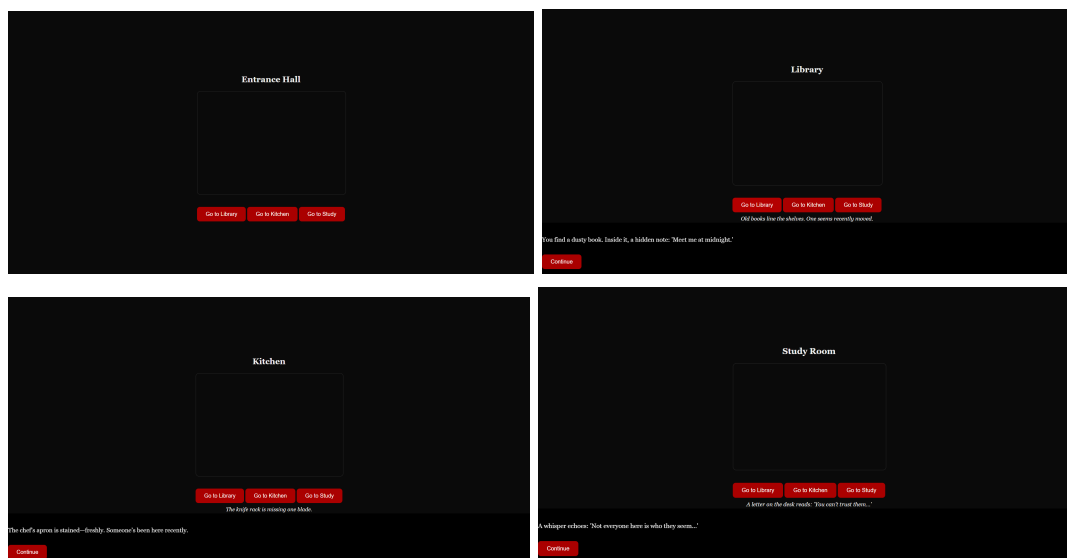 Entrance Hall
Go to Library Go to Kitchen Go to Study
Library
Go to Library Go to Kitchen Go to Study
Old books line the shelves. One seems recently moved.
You find a dusty book. Inside it, a hidden note: 'Meet me at midnight.'
Continue
Kitchen
Go to Library Go to Kitchen Go to Study
The knife rack is missing one blade.
The chef's apron is stained—freshly. Someone's been here recently.
Continue
Study Room
Go to Library Go to Kitchen Go to Study
A letter on the desk reads: 'You can't trust them...'
A whisper echoes: 'Not everyone here is who they seem...'
Continue